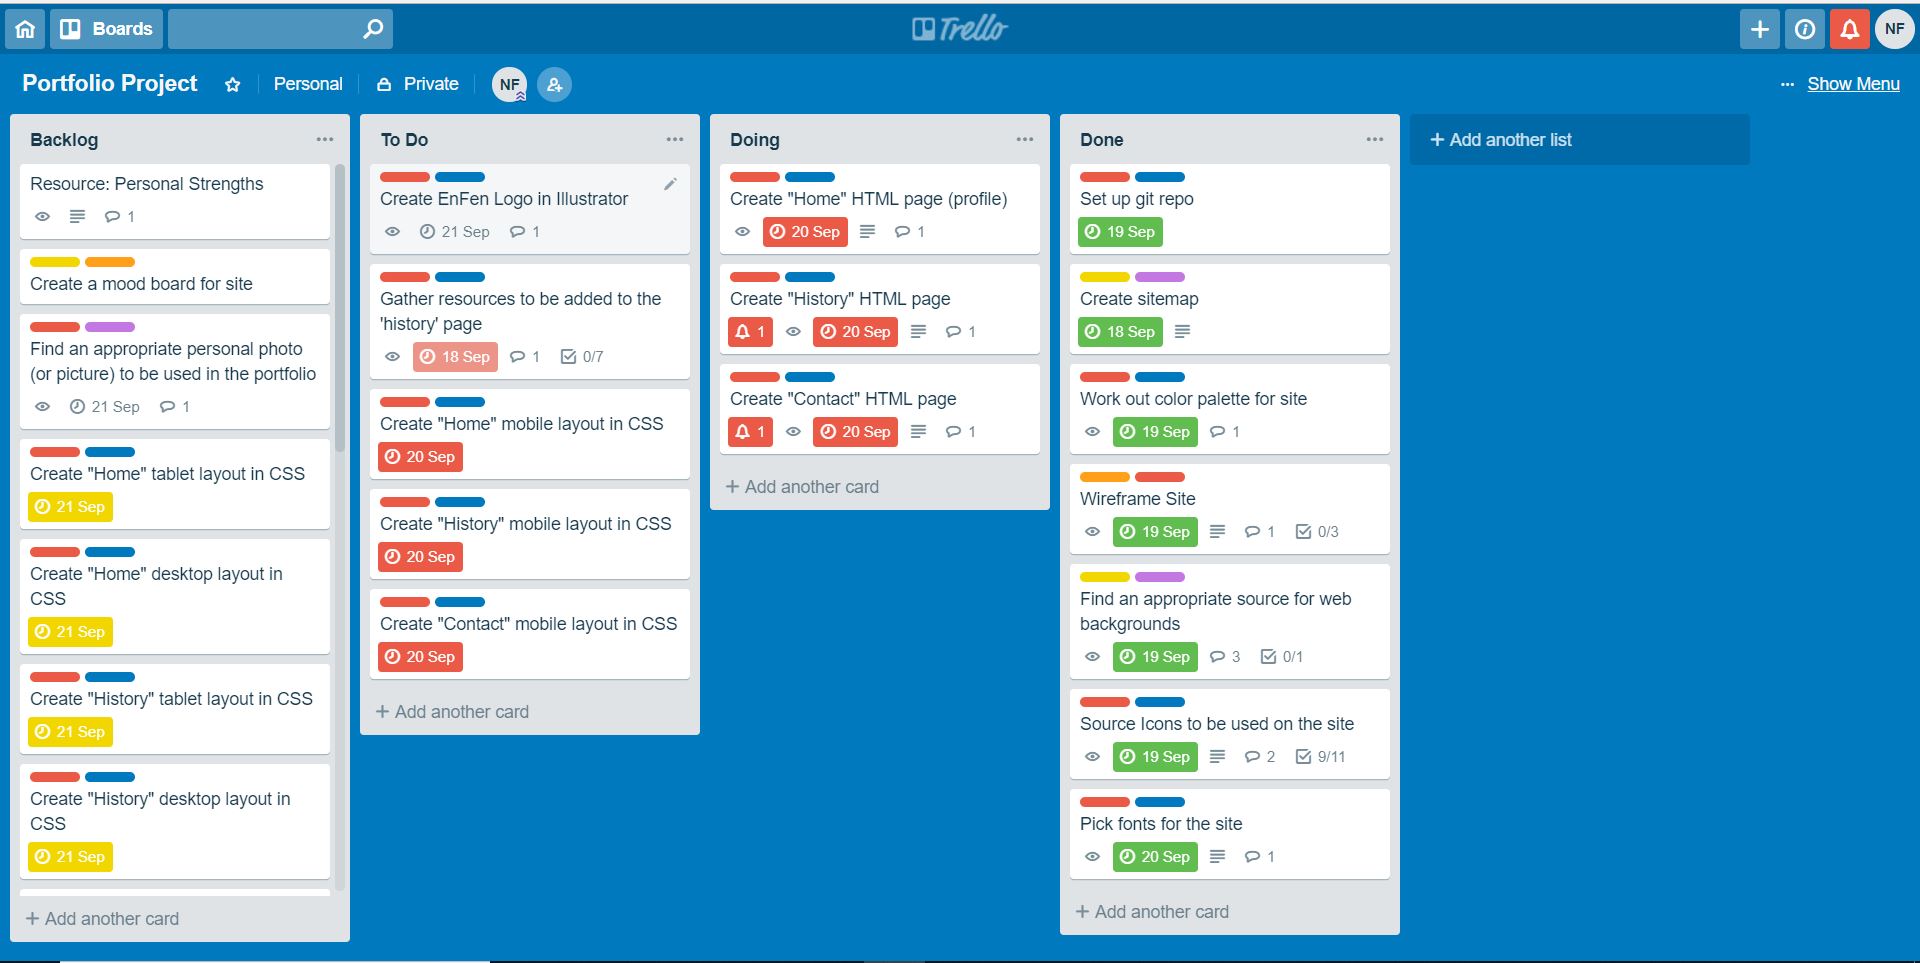 Boards
Trello
NF
Portfolio Project
Personal
Private
NF
Show Menu
Backlog
Resource: Personal Strengths
1
Create a mood board for site
Find an appropriate personal photo
(or picture) to be used in the portfolio
21 Sep
1
Create "Home" tablet layout in CSS
21 Sep
Create "Home" desktop layout in
CSS
21 Sep
Create "History" tablet layout in CSS
21 Sep
Create "History" desktop layout in
CSS
21 Sep
+ Add another card
To Do
Create EnFen Logo in Illustrator
21 Sep
1
Gather resources to be added to the
'history' page
18 Sep
1
0/7
Create "Home" mobile layout in CSS
20 Sep
Create "History" mobile layout in CSS
20 Sep
Create "Contact" mobile layout in CSS
20 Sep
+ Add another card
Doing
Create "Home" HTML page (profile)
20 Sep
1
Create "History" HTML page
1
20 Sep
1
Create "Contact" HTML page
1
20 Sep
1
+ Add another card
Done
Set up git repo
19 Sep
Create sitemap
18 Sep
Work out color palette for site
19 Sep
1
Wireframe Site
19 Sep
1
0/3
Find an appropriate source for web
backgrounds
19 Sep
3
0/1
Source Icons to be used on the site
19 Sep
2
9/11
Pick fonts for the site
20 Sep
1
+ Add another card
+ Add another list